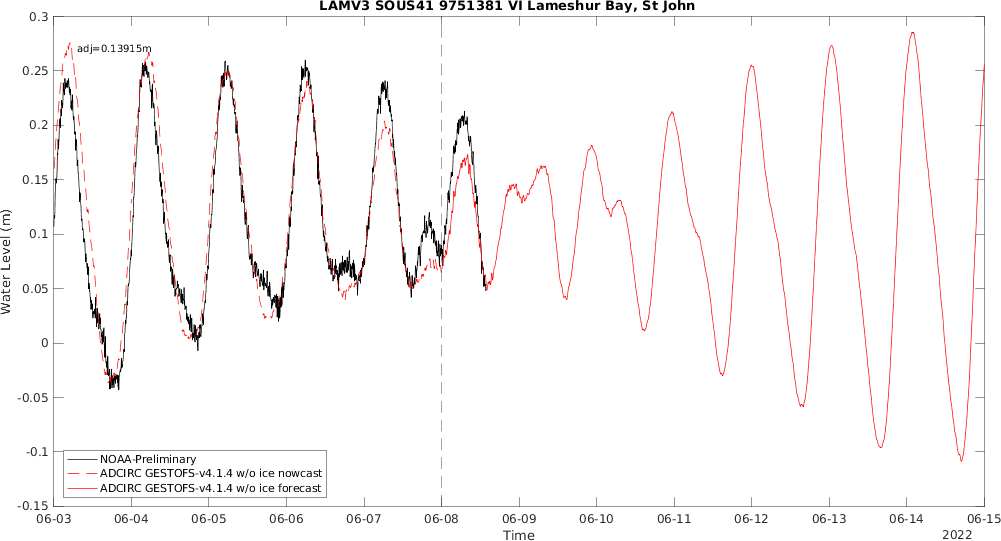 LAMV3 SOUS41 9751381 VI Lameshur Bay, St John
adj=0.13915m
Water Level (m)
0.3
0.25
0.2
0.15
0.1
0.05
0
-0.05
-0.1
-0.15
NOAA-Preliminary
ADCIRC GESTOFS-v4.1.4 w/o ice nowcast
ADCIRC GESTOFS-v4.1.4 w/o ice forecast
06-03 06-04 06-05 06-06 06-07 06-08 06-09 06-10 06-11 06-12 06-13 06-14 06-15
2022
Time